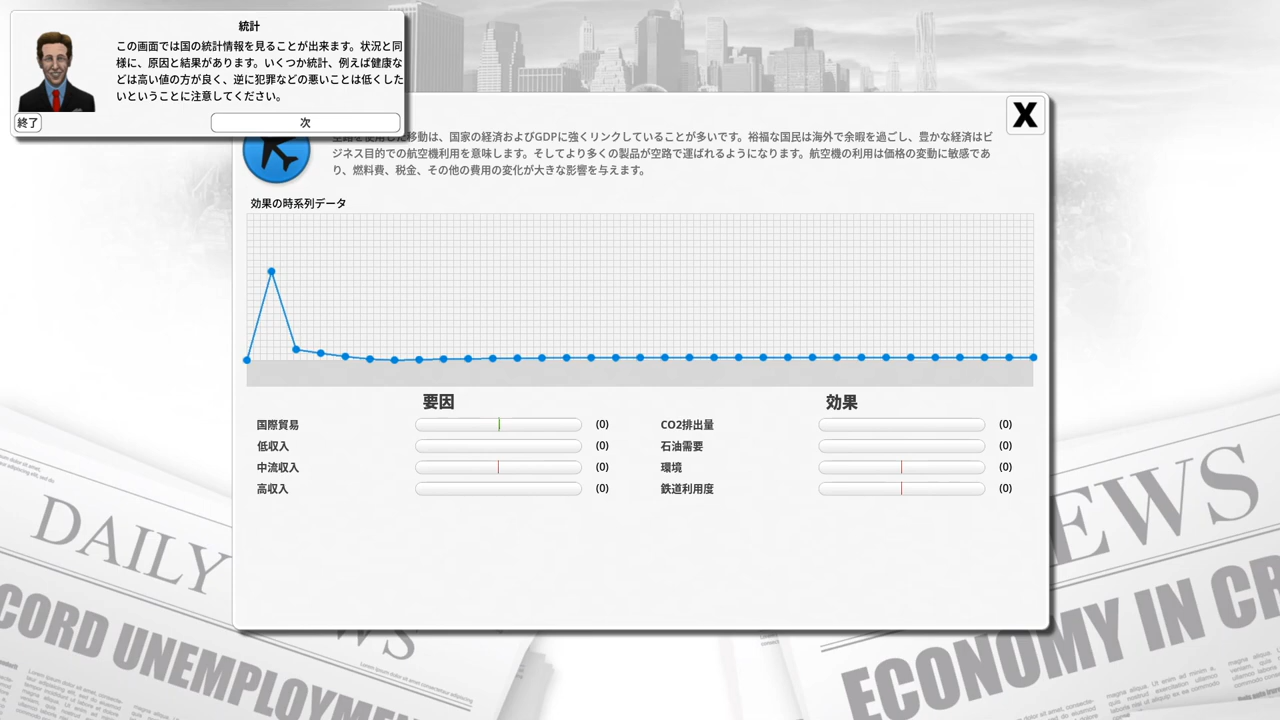 統計
この画面では国の統計情報を見ることが出来ます。状況と同
様に、原因と結果があります。いくつか統計、例えば健康な
どは高い値の方が良く、逆に犯罪などの悪いことは低くした
いということに注意してください。
終了
次
X
移動は、国家の経済およびGDPに強くリンクしていることが多いです。裕福な国民は海外で余暇を過ごし、豊かな経済はビ
ジネス目的での航空機利用を意味します。そしてより多くの製品が空路で運ばれるようになります。航空機の利用は価格の変動に敏感であ
り、燃料費、税金、その他の費用の変化が大きな影響を与えます。
効果の時系列データ
要因
効果
国際貿易 (0)
CO2排出量 (0)
低収入 (0)
石油需要 (0)
中流収入 (0)
環境 (0)
高収入 (0)
鉄道利用度 (0)
DAILY
NEWS
CORD UNEMPLOYM
EWS
ECONOMY IN CR